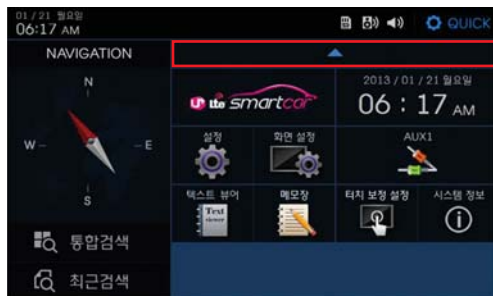 01 / 21 월요일
06:17 AM
QUICK
NAVIGATION
N
W
E
S
통합검색
최근검색
U+ LTE smartcar
2013 / 01 / 21 월요일
06 : 17 AM
설정
화면 설정
AUX1
텍스트 뷰어
메모장
터치 보정 설정
시스템 정보
Text
viewer